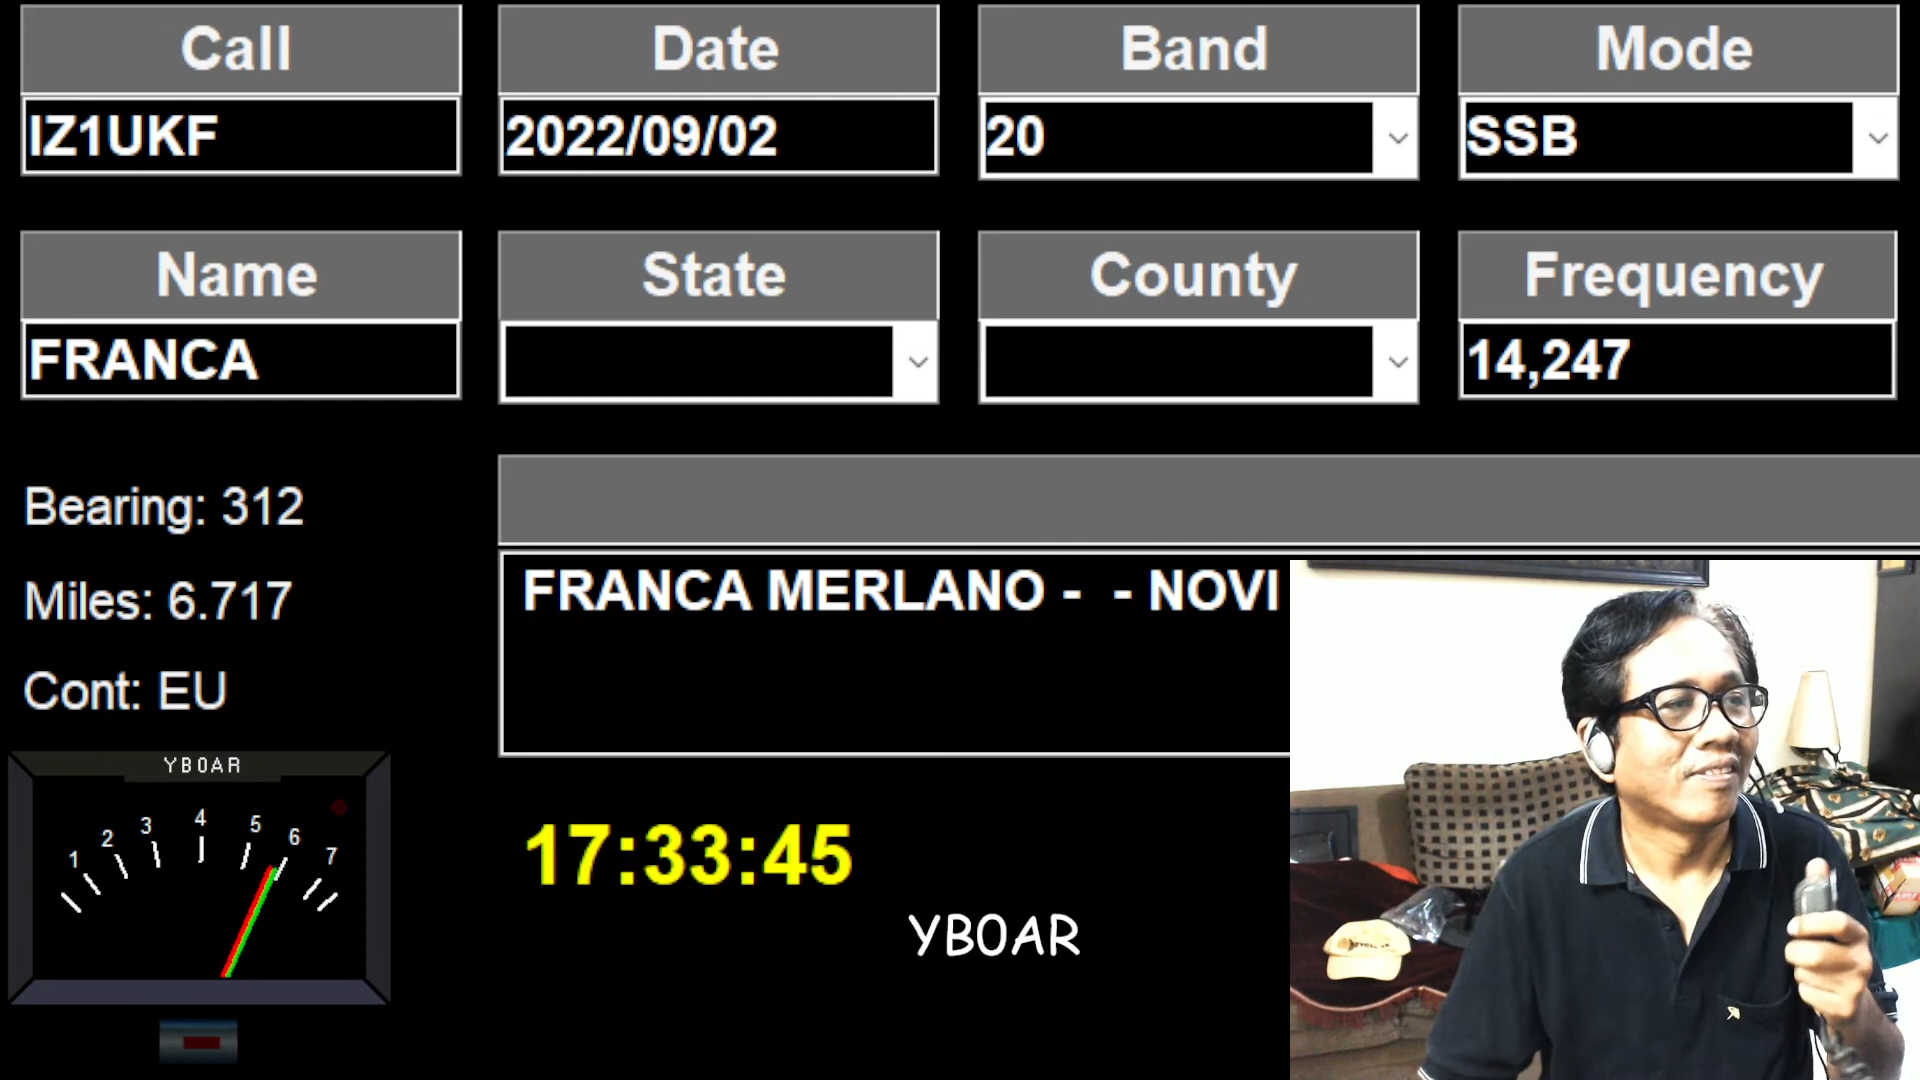 Call Date Band Mode
IZ1UKF 2022/09/02 20 SSB
Name State County Frequency
FRANCA 14,247
Bearing: 312
Miles: 6.717
Cont: EU
FRANCA MERLANO - - NOVI
YB0AR
1 2 3 4 5 6 7
17:33:45
YB0AR